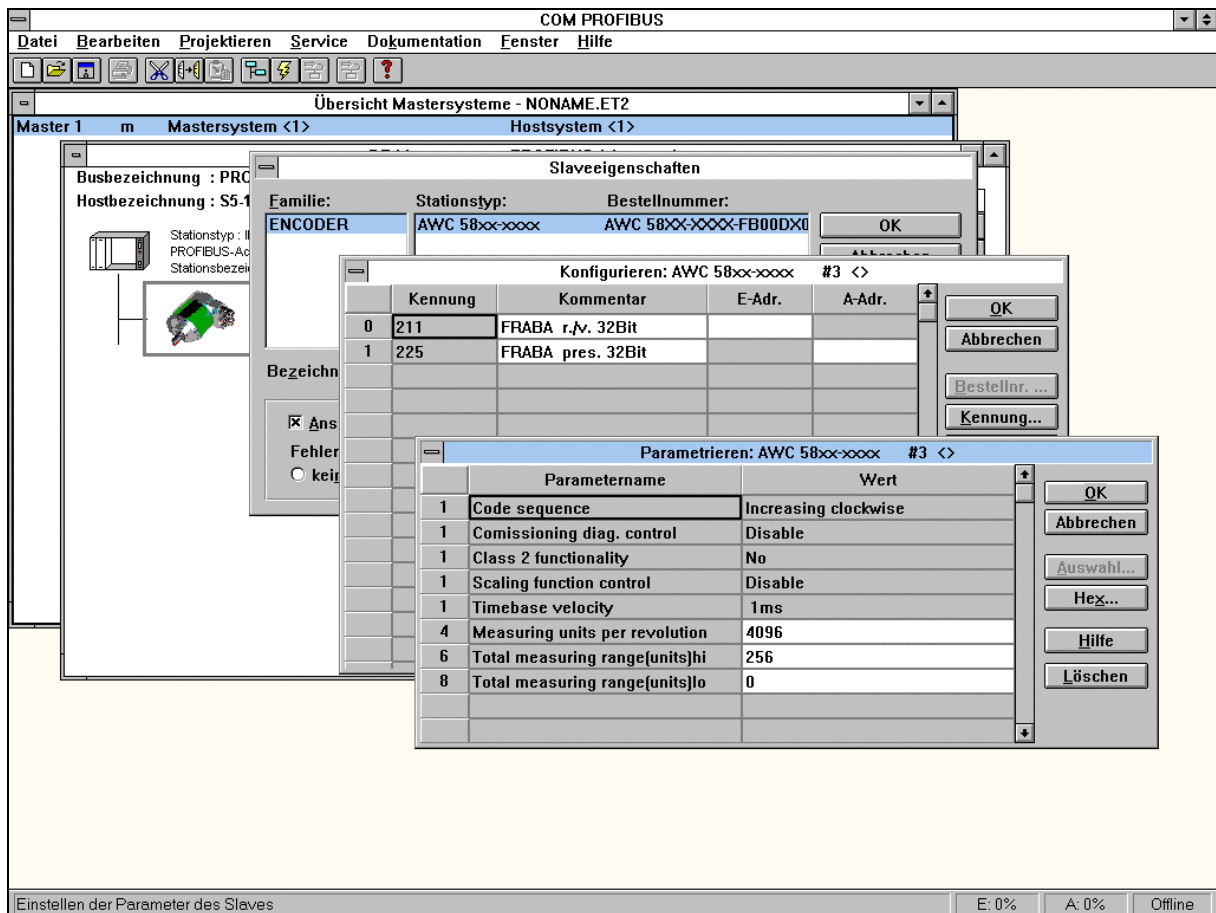 COM PROFIBUS
Datei Bearbeiten Projektieren Service Dokumentation Fenster Hilfe
Übersicht Mastersysteme - NONAME.ET2
Master 1 m Mastersystem <1> Hostsystem <1>
Busbezeichnung : PRO
Hostbezeichnung : S5-1
Stationstyp :
PROFIBUS-Ad
Stationsbezei
Slaveeigenschaften
Familie: Stationstyp: Bestellnummer:
ENCODER AWC 58xx-xxxx AWC 58XX-XXXX-FB00DX0 OK
Abbrechen
Bezeichn
Ans
Fehler
kein
Konfigurieren: AWC 58xx-xxxx #3 <>
Kennung Kommentar E-Adr. A-Adr.
0 211 FRABA r./v. 32Bit
1 225 FRABA pres. 32Bit
OK
Abbrechen
Bestellnr. ...
Kennung...
Parametrieren: AWC 58xx-xxxx #3 <>
Parametername Wert
1 Code sequence Increasing clockwise
1 Comissioning diag. control Disable
1 Class 2 functionality No
1 Scaling function control Disable
1 Timebase velocity 1ms
4 Measuring units per revolution 4096
6 Total measuring range(units)hi 256
8 Total measuring range(units)lo 0
OK
Abbrechen
Auswahl...
Hex...
Hilfe
Löschen
Einstellen der Parameter des Slaves E: 0% A: 0% Offline